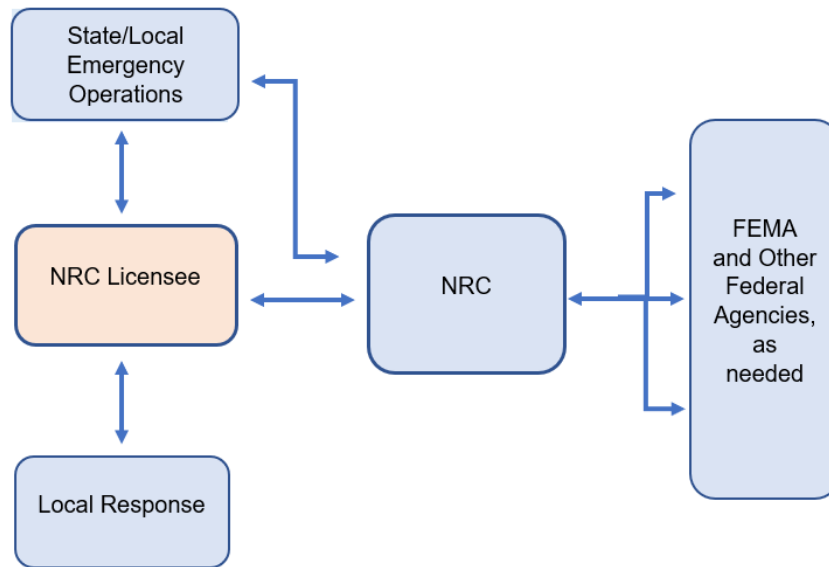 State/Local
Emergency
Operations
NRC Licensee
Local Response
NRC
FEMA
and Other
Federal
Agencies,
as
needed